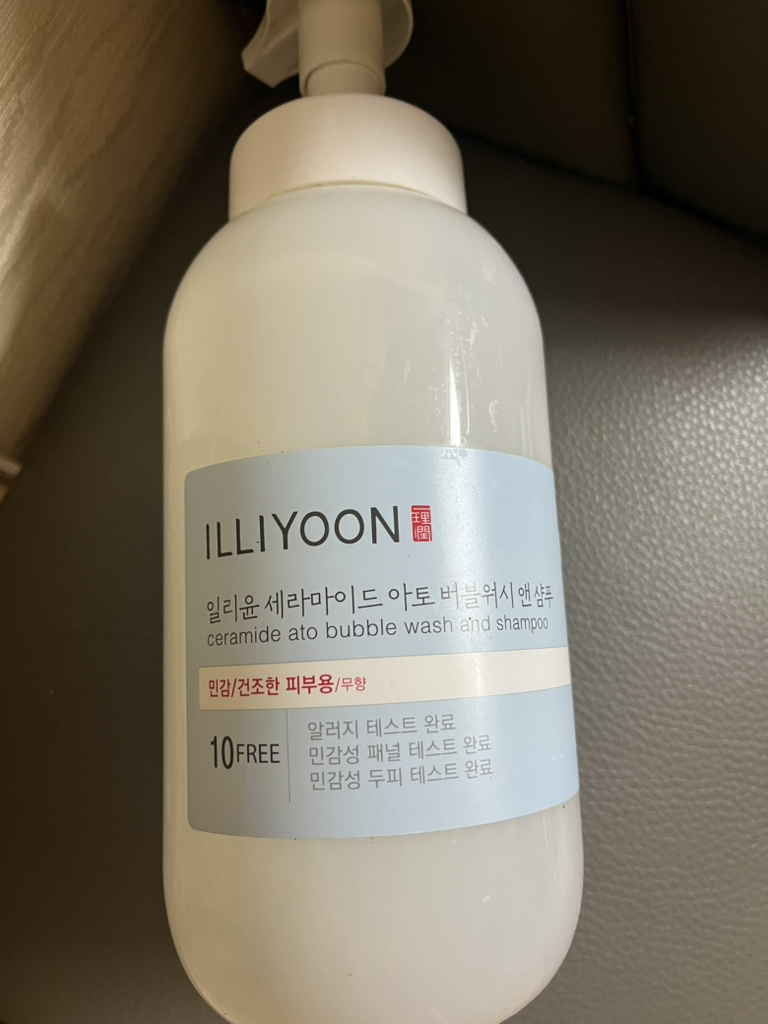 ILLIYOON 一理潤
일리윤 세라마이드 아토 버블워시 앤 샴푸
ceramide ato bubble wash and shampoo
민감/건조한 피부용/무향
10FREE
알러지 테스트 완료
민감성 패널 테스트 완료
민감성 두피 테스트 완료